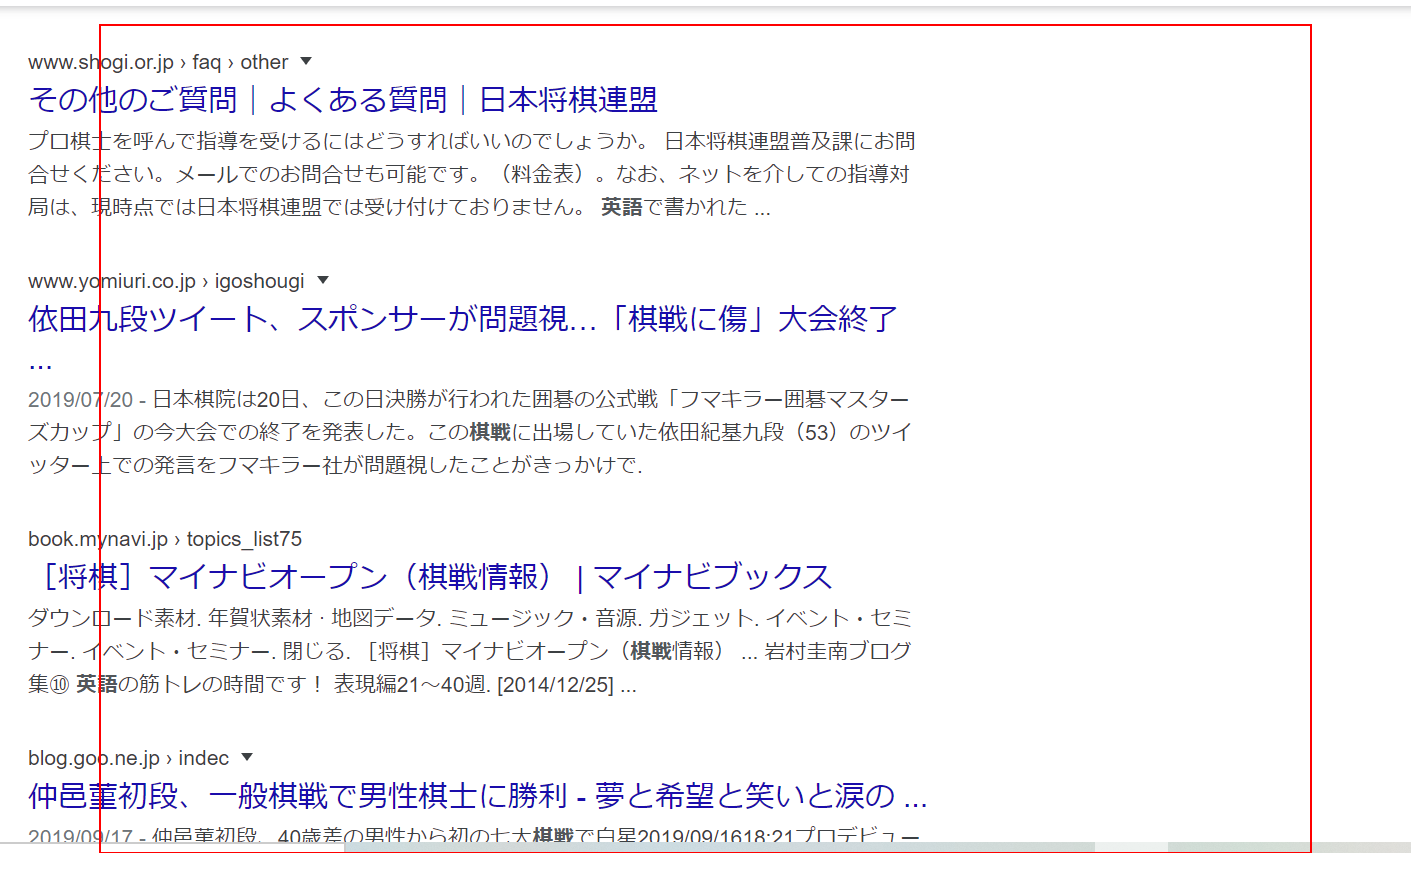 www.shogi.or.jp › faq › other
その他のご質問｜よくある質問｜日本将棋連盟
プロ棋士を呼んで指導を受けるにはどうすればいいのでしょうか。 日本将棋連盟普及課にお問
合せください。メールでのお問合せも可能です。（料金表）。なお、ネットを介しての指導対
局は、現時点では日本将棋連盟では受け付けておりません。 英語で書かれた ...
www.yomiuri.co.jp › igoshougi
依田九段ツイート、スポンサーが問題視…「棋戦に傷」大会終了
...
2019/07/20 - 日本棋院は20日、この日決勝が行われた囲碁の公式戦「フマキラー囲碁マスター
ズカップ」の今大会での終了を発表した。この棋戦に出場していた依田紀基九段（53）のツイ
ッター上での発言をフマキラー社が問題視したことがきっかけで.
book.mynavi.jp › topics_list75
［将棋］マイナビオープン（棋戦情報） | マイナビブックス
ダウンロード素材. 年賀状素材 · 地図データ. ミュージック・音源. ガジェット. イベント・セミ
ナー. イベント・セミナー. 閉じる. ［将棋］マイナビオープン（棋戦情報） ... 岩村圭南ブログ
集⑩ 英語の筋トレの時間です！ 表現編21～40週. [2014/12/25] ...
blog.goo.ne.jp › indec
仲邑菫初段、一般棋戦で男性棋士に勝利 - 夢と希望と笑いと涙の ...
2019/09/17 - 仲邑菫初段、40歳差の男性から初の七大棋戦で白星2019/09/1618:21プロデビュー